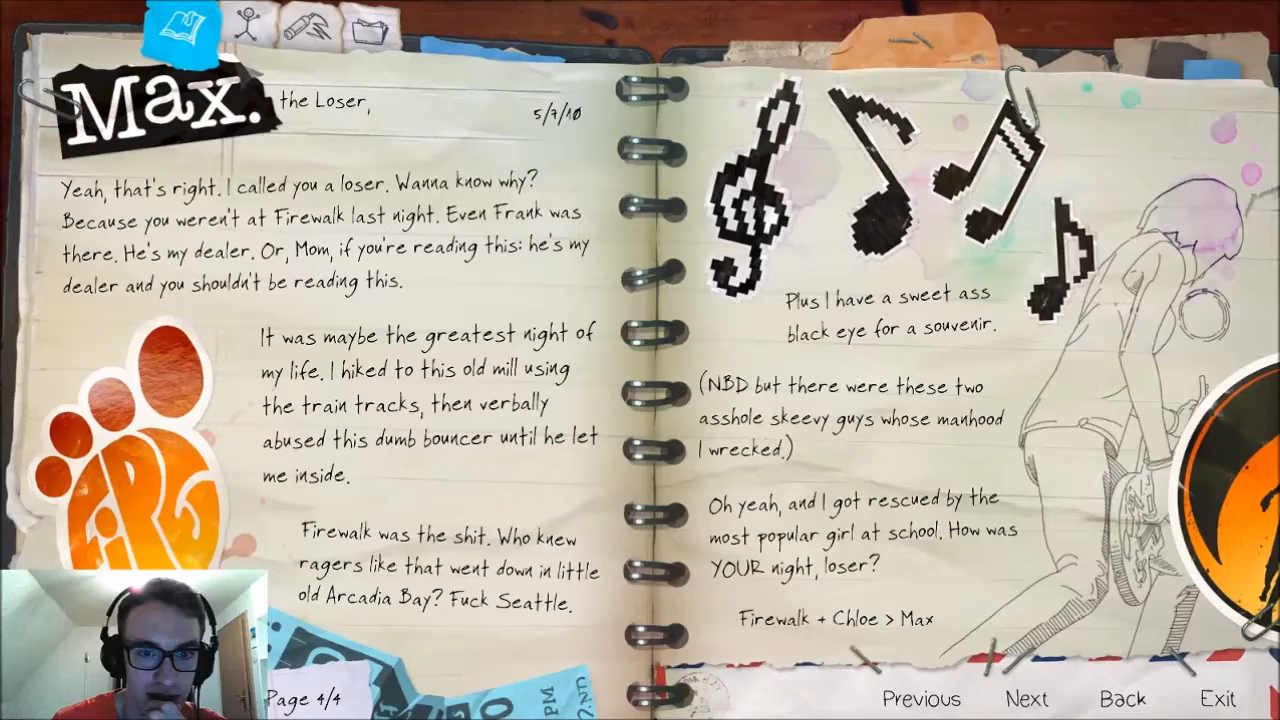 Max. the Loser,
5/7/10
Yeah, that's right. I called you a loser. Wanna know why?
Because you weren't at Firewalk last night. Even Frank was
there. He's my dealer. Or, Mom, if you're reading this: he's my
dealer and you shouldn't be reading this.
It was maybe the greatest night of
my life. I hiked to this old mill using
the train tracks, then verbally
abused this dumb bouncer until he let
me inside.
FiRE
Firewalk was the shit. Who knew
ragers like that went down in little
old Arcadia Bay? Fuck Seattle.
Page 4/4
PM
Plus I have a sweet ass
black eye for a souvenir.
(NBD but there were these two
asshole skeevy guys whose manhood
I wrecked.)
Oh yeah, and I got rescued by the
most popular girl at school. How was
YOUR night, loser?
Firewalk + Chloe > Max
Previous Next Back Exit